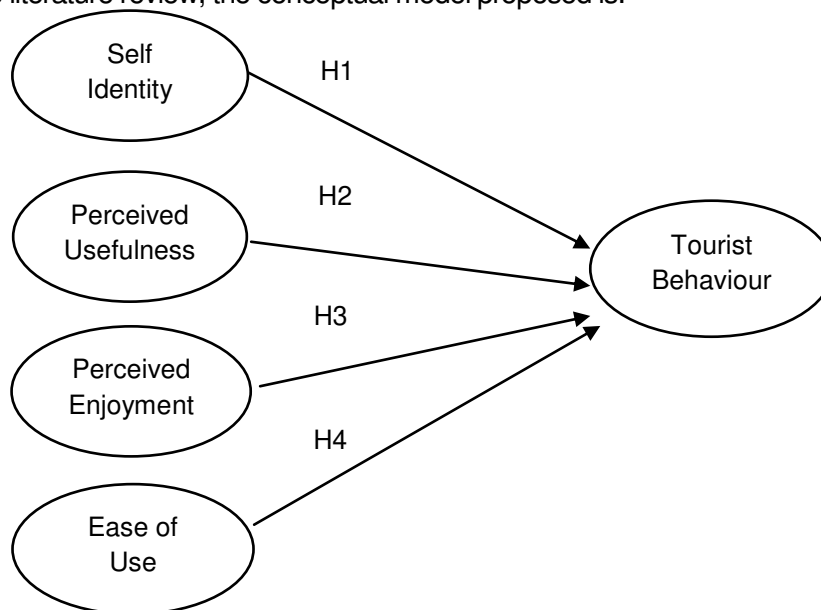 literature review, the conceptual model proposed is:
Self
Identity
H1
H2
Perceived
Usefulness
Tourist
Behaviour
H3
Perceived
Enjoyment
H4
Ease of
Use